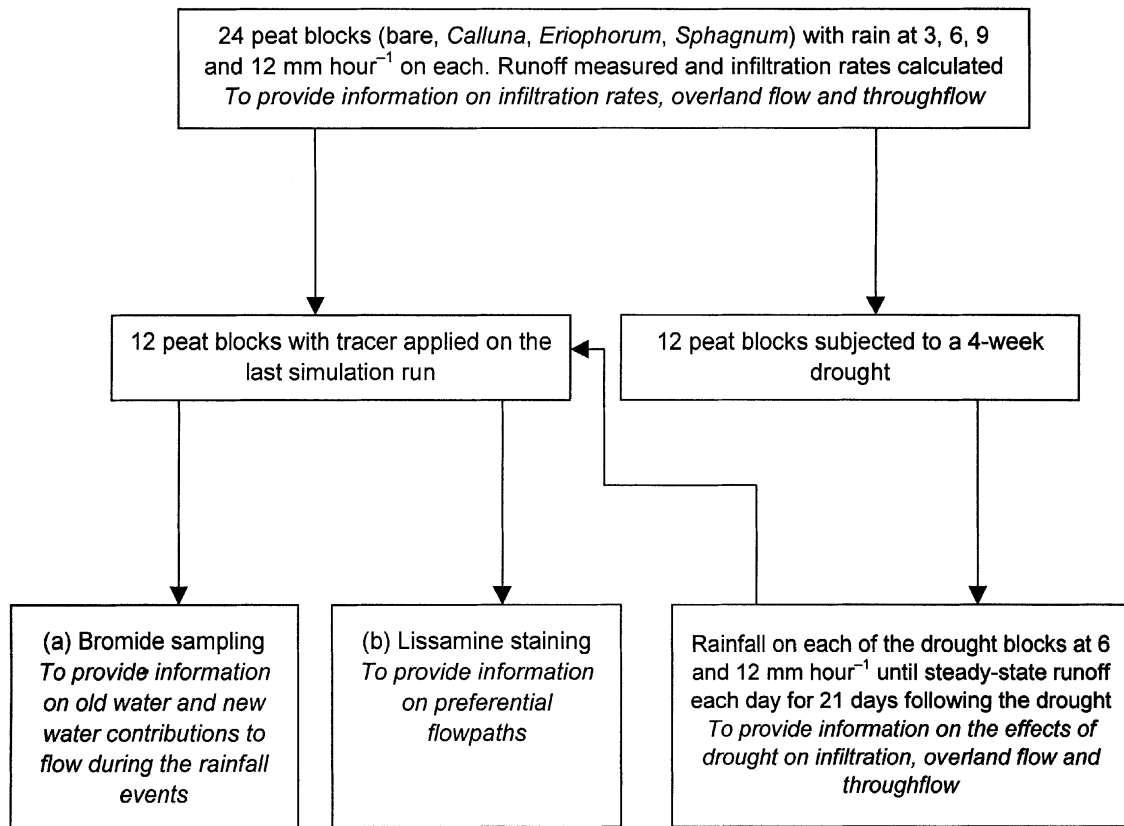 24 peat blocks (bare, Calluna, Eriophorum, Sphagnum) with rain at 3, 6, 9
and 12 mm hour⁻¹ on each. Runoff measured and infiltration rates calculated
To provide information on infiltration rates, overland flow and throughflow
12 peat blocks with tracer applied on the
last simulation run
12 peat blocks subjected to a 4-week
drought
(a) Bromide sampling
To provide information
on old water and new
water contributions to
flow during the rainfall
events
(b) Lissamine staining
To provide information
on preferential
flowpaths
Rainfall on each of the drought blocks at 6
and 12 mm hour⁻¹ until steady-state runoff
each day for 21 days following the drought
To provide information on the effects of
drought on infiltration, overland flow and
throughflow